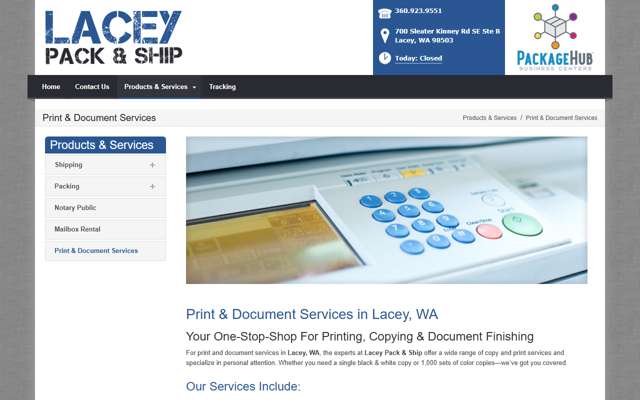 LACEY
PACK & SHIP
360.923.9551
700 Sleater Kinney Rd SE Ste B
Lacey, WA 98503
Today: Closed
PACKAGEHUB
BUSINESS CENTERS
Home
Contact Us
Products & Services
Tracking
Print & Document Services
Products & Services / Print & Document Services
Products & Services
Shipping
Packing
Notary Public
Mailbox Rental
Print & Document Services
Start
Print & Document Services in Lacey, WA
Your One-Stop-Shop For Printing, Copying & Document Finishing
For print and document services in Lacey, WA, the experts at Lacey Pack & Ship offer a wide range of copy and print services and
specialize in personal attention. Whether you need a single black & white copy or 1,000 sets of color copies—we've got you covered.
Our Services Include: